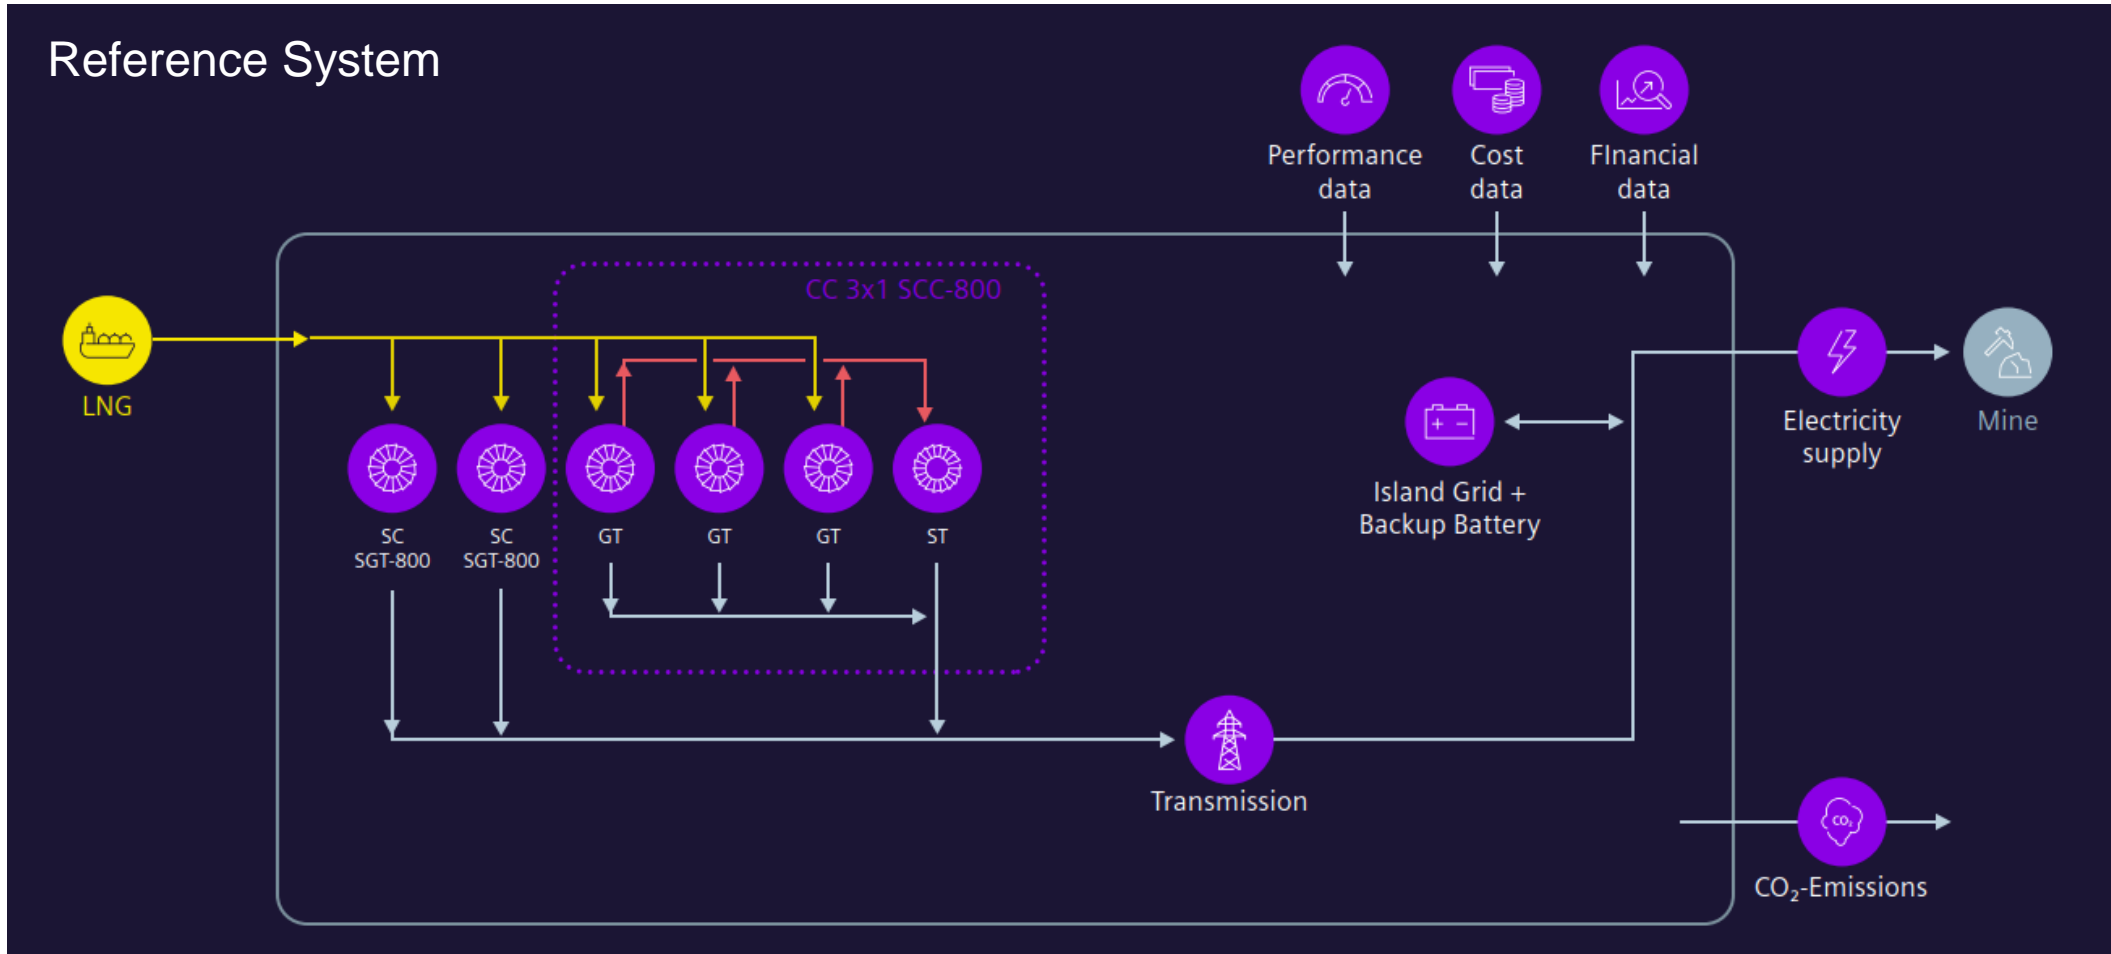 Reference System
Performance
data
Cost
data
FInancial
data
CC 3x1 SCC-800
LNG
SC
SGT-800
SC
SGT-800
GT
GT
GT
ST
+ −
Island Grid +
Backup Battery
Electricity
supply
Mine
Transmission
CO₂
CO₂-Emissions